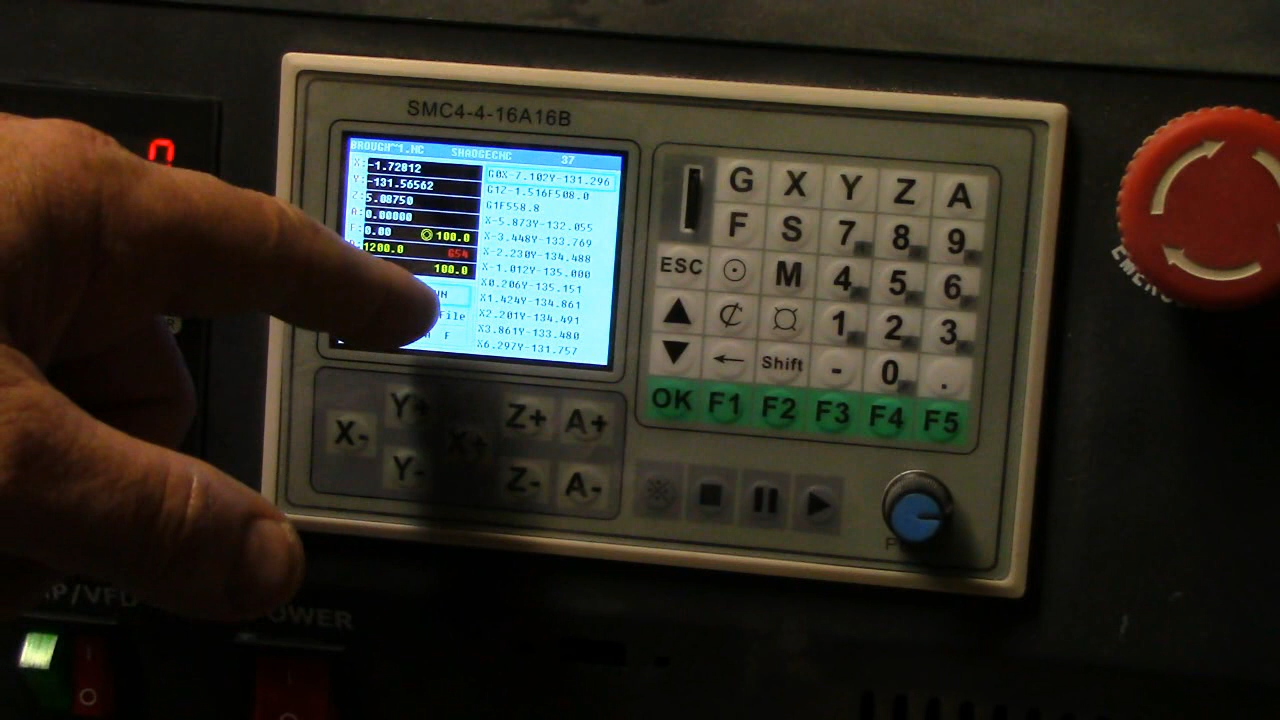 SMC4-4-16A16B
BROUGH~1.NC SHADGECNC 37
X:-1.72812
Y:-131.56562
Z:5.08750
A:0.00000
F:0.00 100.0
1200.0 G54
100.0
File
F
G0X-7.102Y-131.296
G1Z-1.516F508.0
G1F558.8
X-5.873Y-132.055
X-3.448Y-133.769
X-2.230Y-134.488
X-1.012Y-135.000
X0.206Y-135.151
X1.424Y-134.861
X2.201Y-134.491
X3.861Y-133.480
X6.297Y-131.757
G X Y Z A
F S 7 8 9
ESC M 4 5 6
1 2 3
Shift - 0 .
OK F1 F2 F3 F4 F5
X- Y+ X+ Y- Z+ A+
Z- A-
0